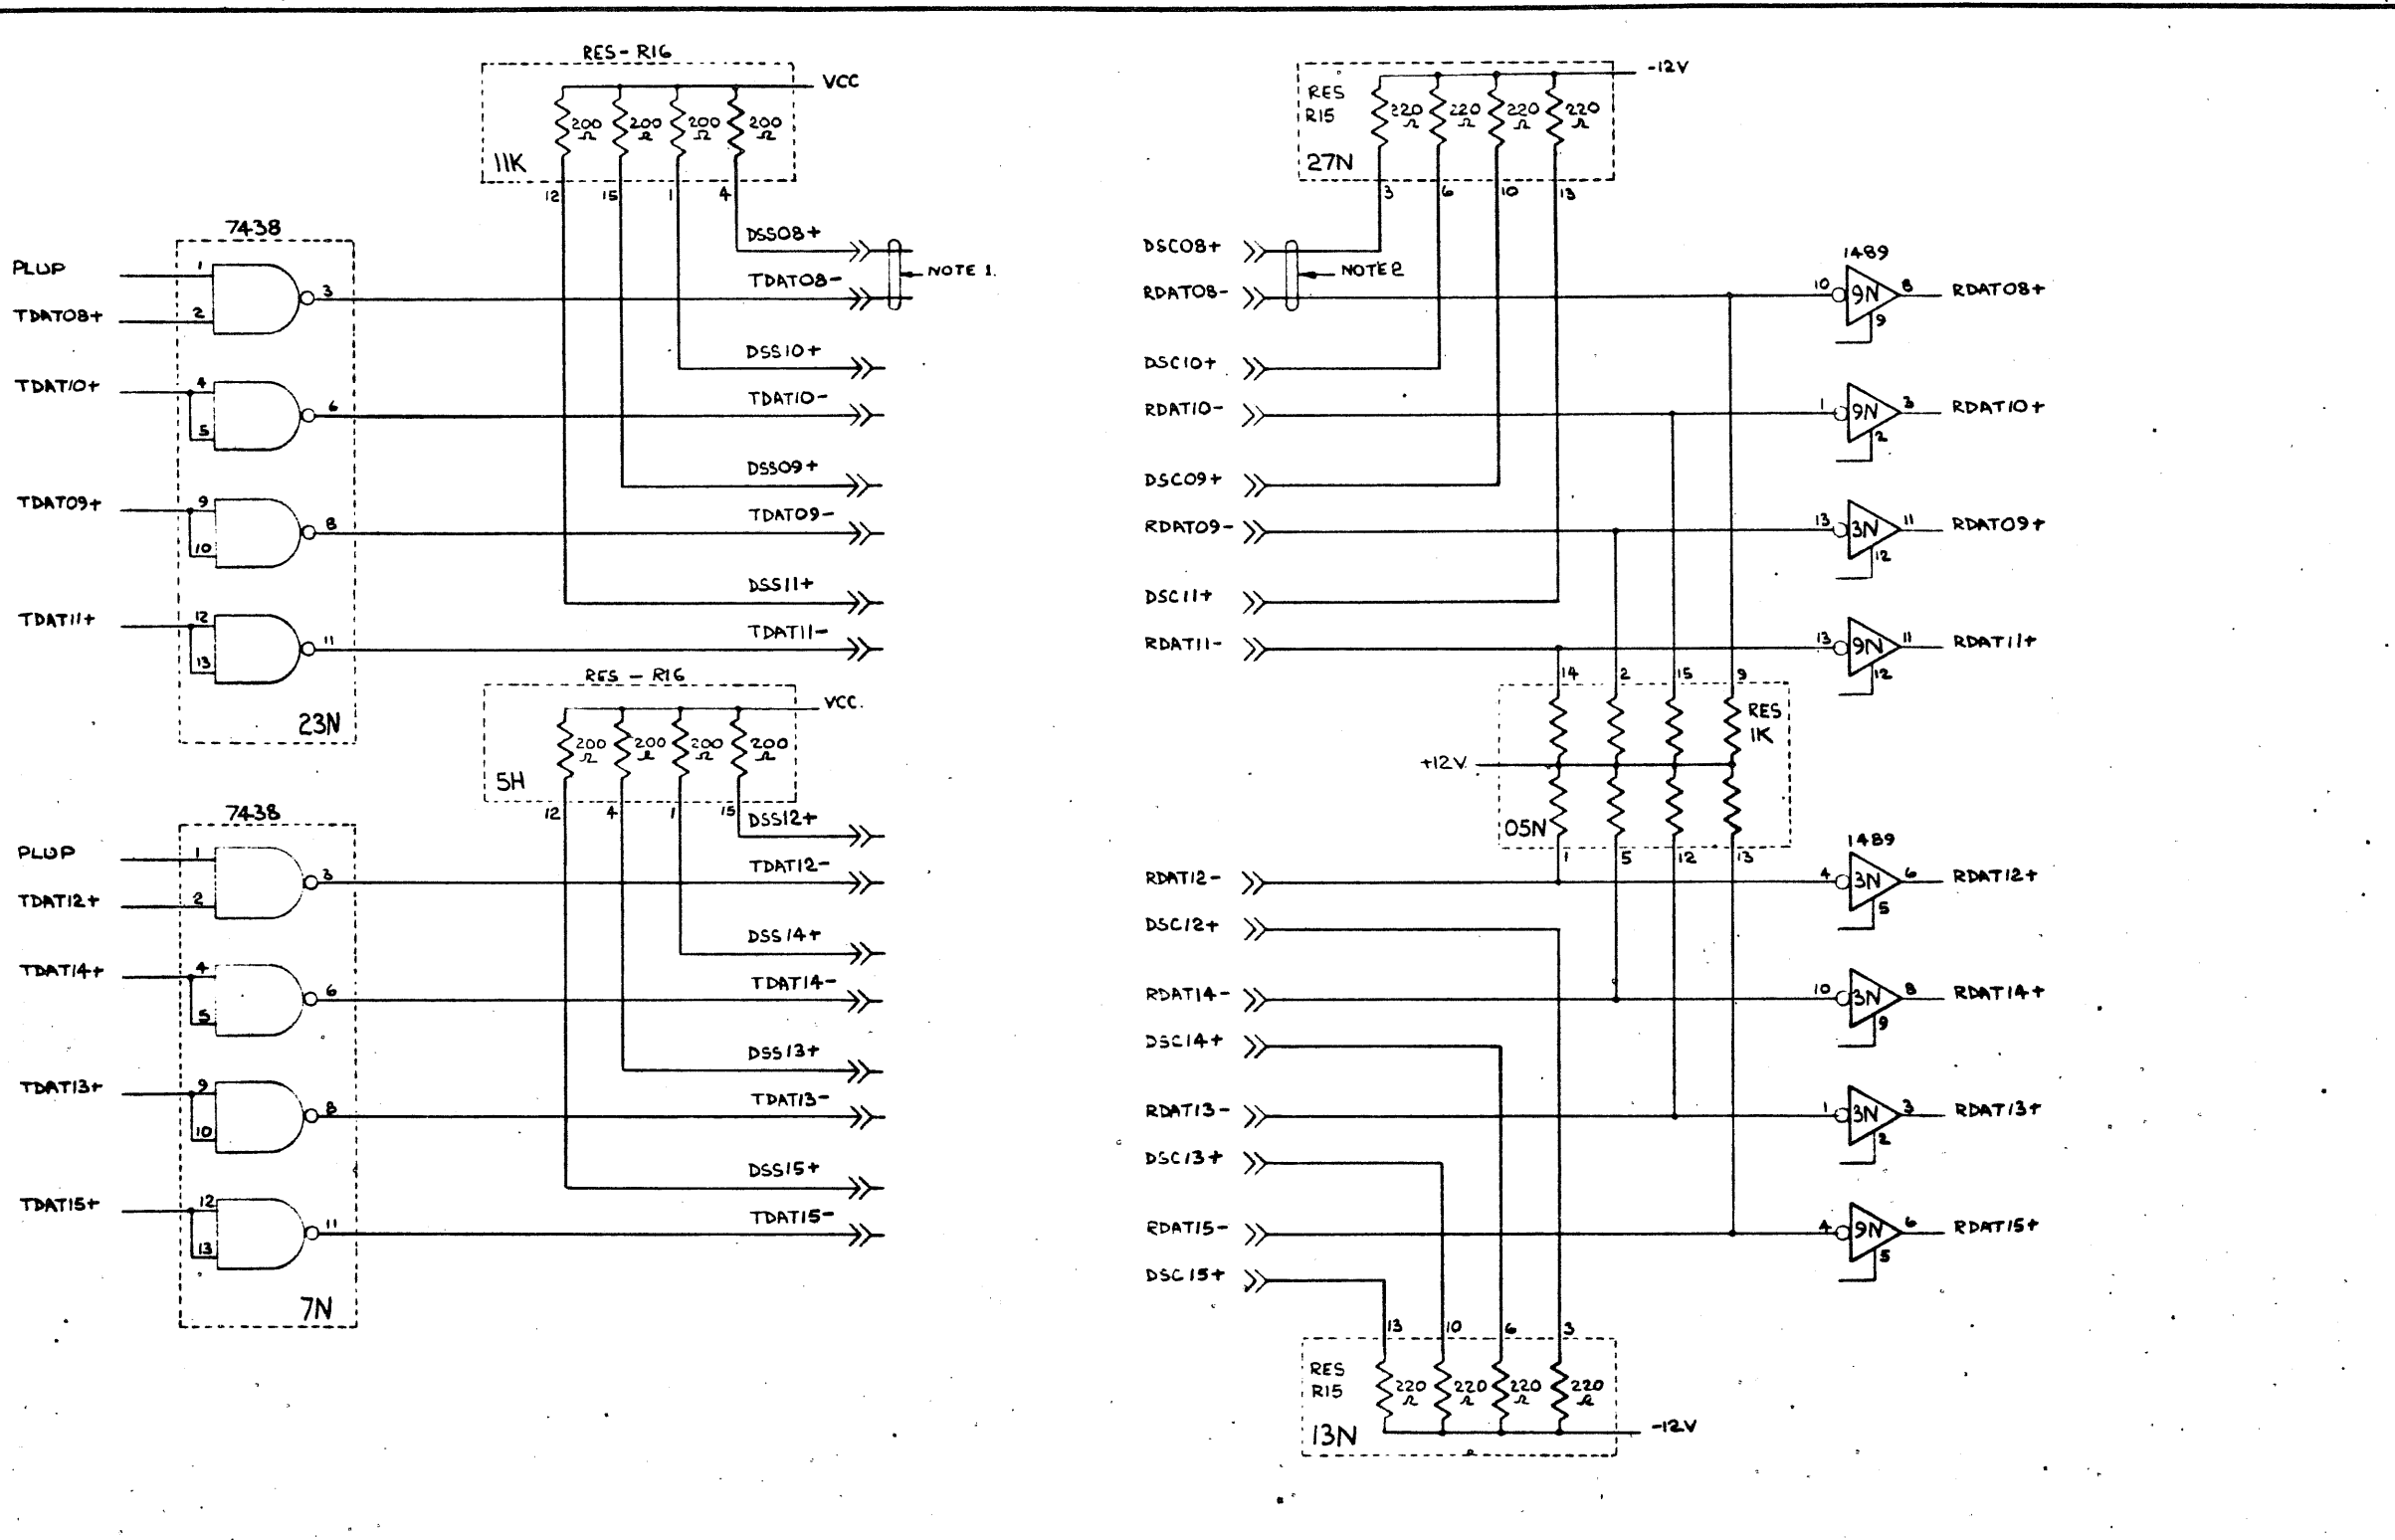 RES-R16
VCC
200 Ω 200 Ω 200 Ω 200 Ω
11K
12 15 1 4
7438
PLUP
1
TDAT08+
2
3
TDAT10+
4
5
6
TDAT09+
9
10
8
TDAT11+
12
13
11
23N
DSS08+
TDAT08-
NOTE 1.
DSS10+
TDAT10-
DSS09+
TDAT09-
DSS11+
TDAT11-
RES - R16
VCC.
200 Ω 200 Ω 200 Ω 200 Ω
5H
12 4 1 15
7438
PLUP
1
TDAT12+
2
3
TDAT14+
4
5
6
TDAT13+
9
10
8
TDAT15+
12
13
11
7N
DSS12+
TDAT12-
DSS14+
TDAT14-
DSS13+
TDAT13-
DSS15+
TDAT15-
-12V
RES
R15
220 Ω 220 Ω 220 Ω 220 Ω
27N
3 6 10 13
DSC08+
NOTE 2
RDAT08-
DSC10+
RDAT10-
DSC09+
RDAT09-
DSC11+
RDAT11-
1489
10 9N 8 RDAT08+
9
1 9N 3 RDAT10+
2
13 3N 11 RDAT09+
12
13 9N 11 RDAT11+
12
14 2 15 9
RES
1K
+12V
05N
1 5 12 13
RDAT12-
DSC12+
RDAT14-
DSC14+
RDAT13-
DSC13+
RDAT15-
DSC15+
1489
4 3N 6 RDAT12+
5
10 3N 8 RDAT14+
9
1 3N 3 RDAT13+
2
4 9N 6 RDAT15+
5
13 10 6 3
RES
R15
220 Ω 220 Ω 220 Ω 220 Ω
13N
-12V